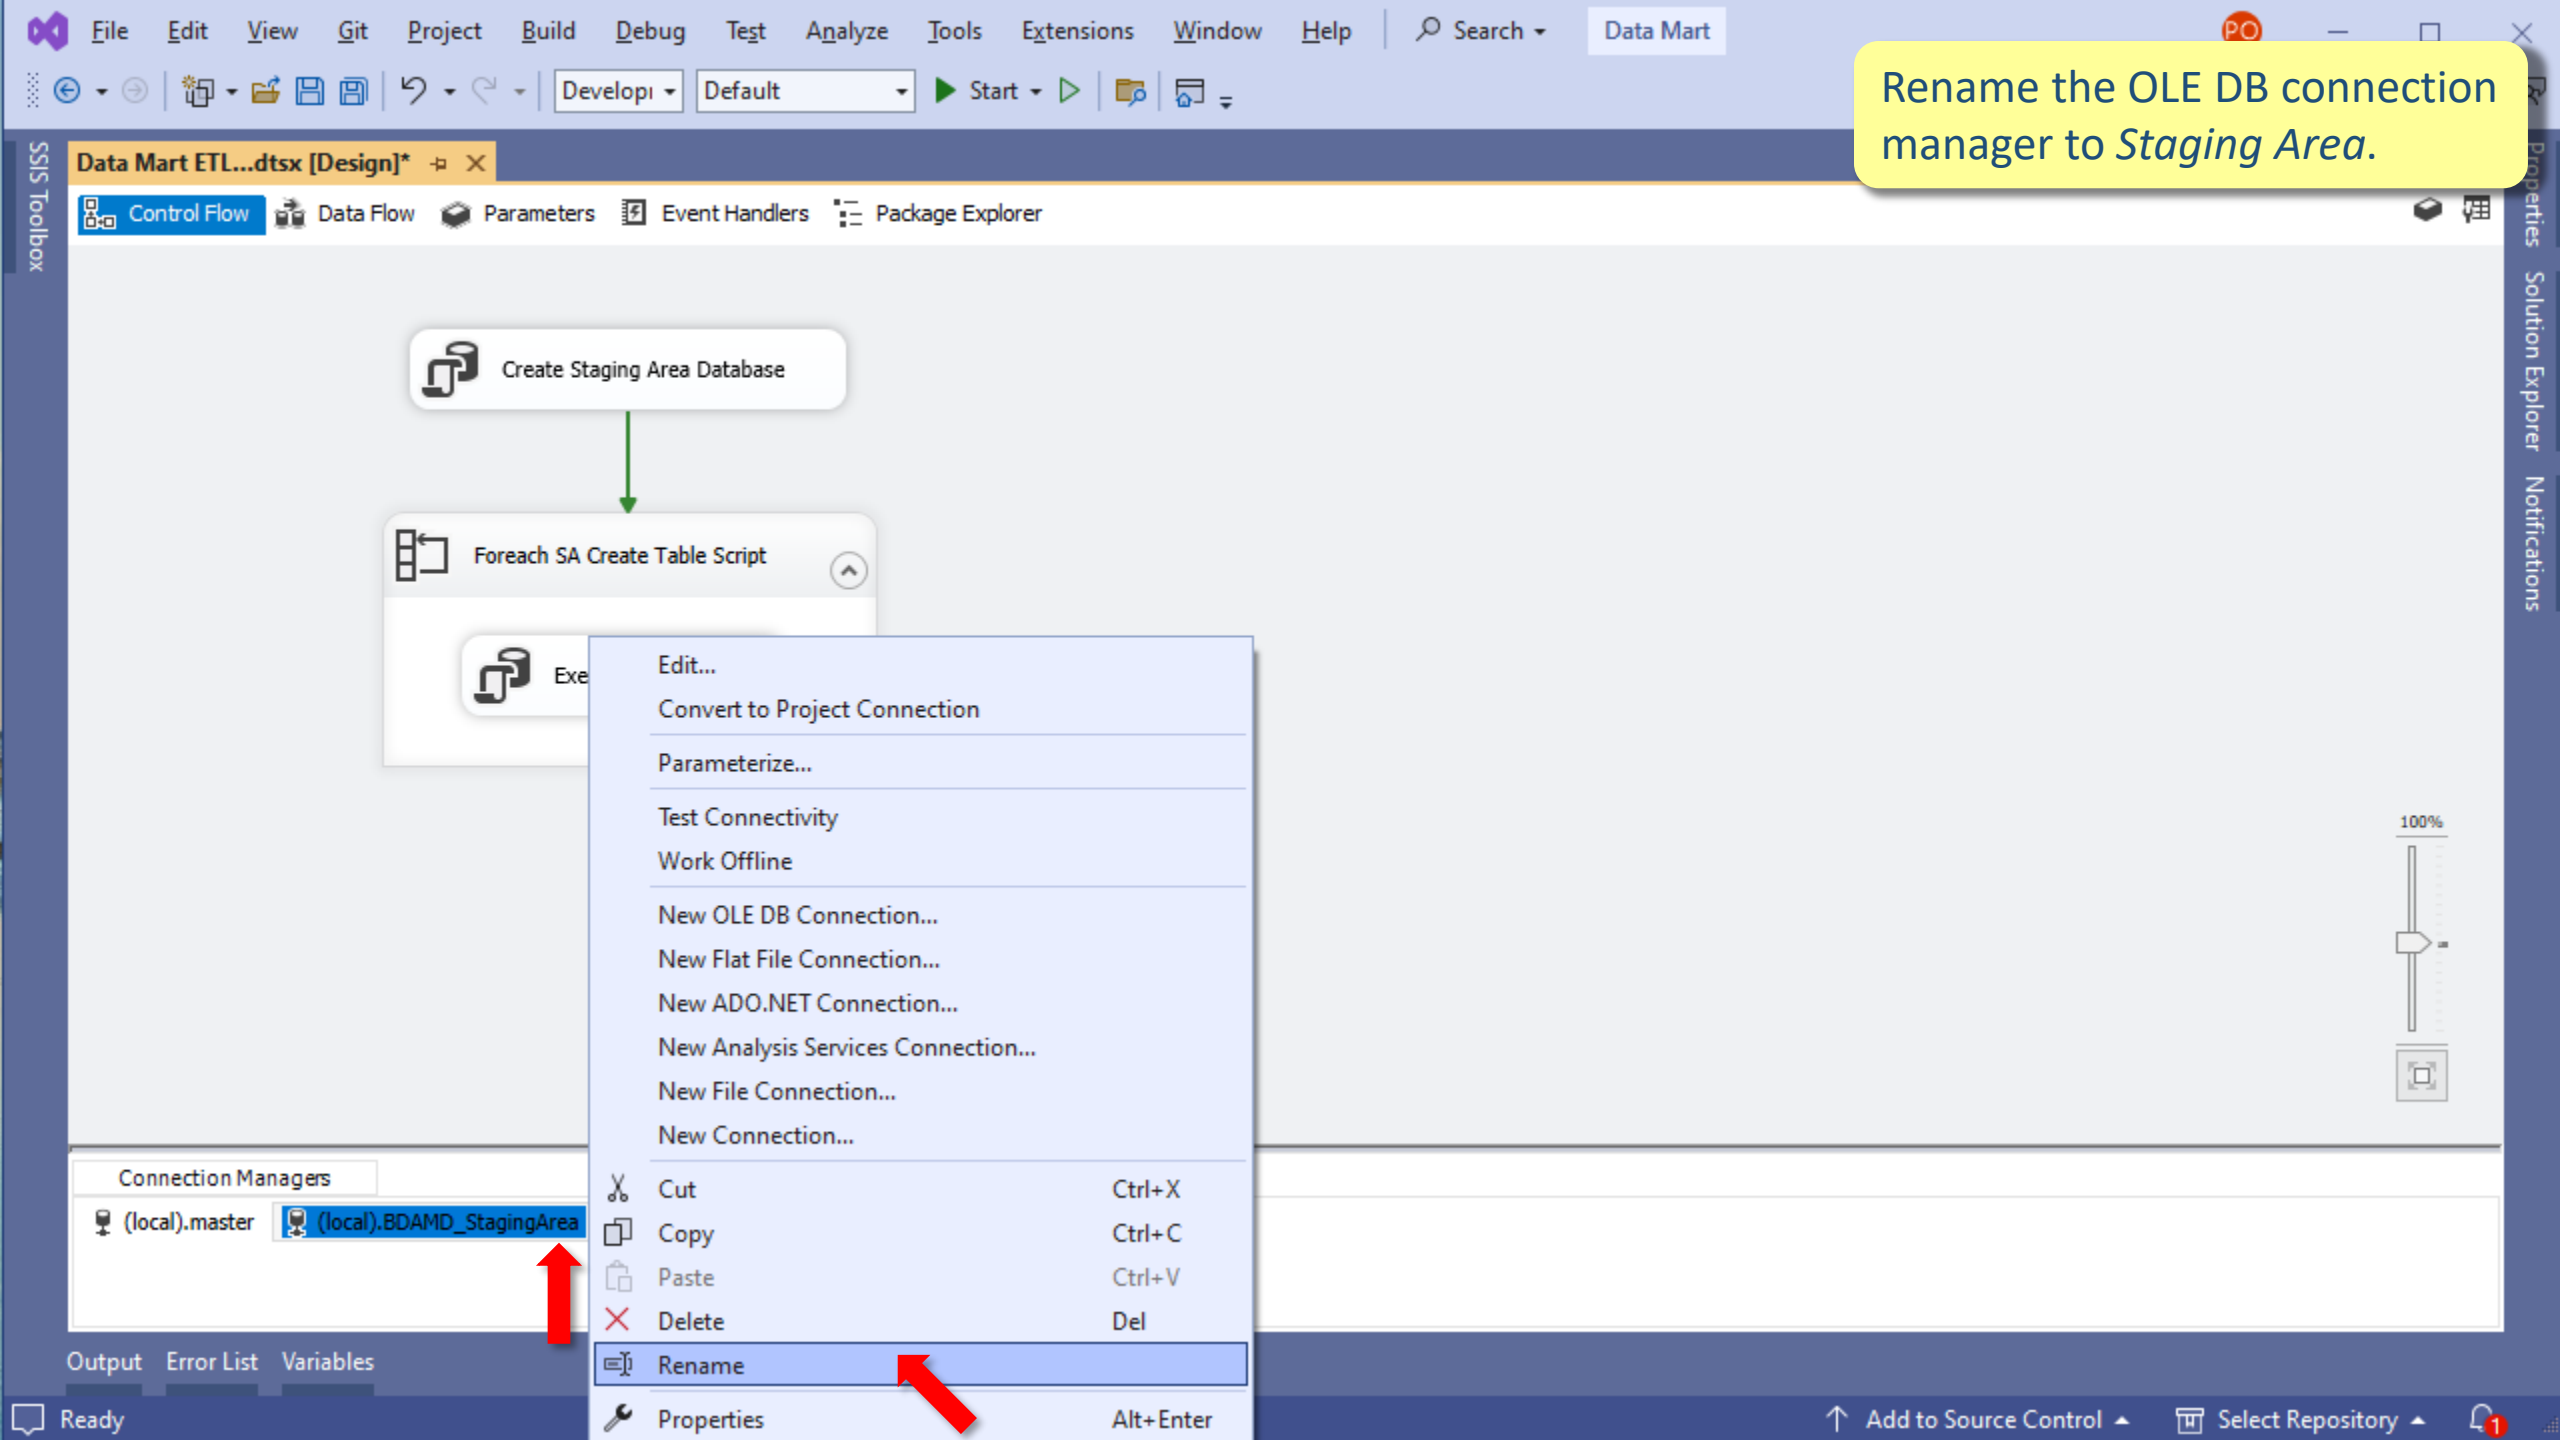 File Edit View Git Project Build Debug Test Analyze Tools Extensions Window Help Search Data Mart PO
Default Start
Rename the OLE DB connection
manager to Staging Area.
SSIS Toolbox
Data Mart ETL...dtsx [Design]*
Control Flow Data Flow Parameters Event Handlers Package Explorer
Properties
Solution Explorer
Notifications
Create Staging Area Database
Foreach SA Create Table Script
Edit...
Convert to Project Connection
Parameterize...
Test Connectivity
Work Offline
New OLE DB Connection...
New Flat File Connection...
New ADO.NET Connection...
New Analysis Services Connection...
New File Connection...
New Connection...
Cut Ctrl+X
Copy Ctrl+C
Paste Ctrl+V
Delete Del
Rename
Properties Alt+Enter
100%
Connection Managers
(local).master (local).BDAMD_StagingArea
Output Error List Variables
Ready Add to Source Control Select Repository 1